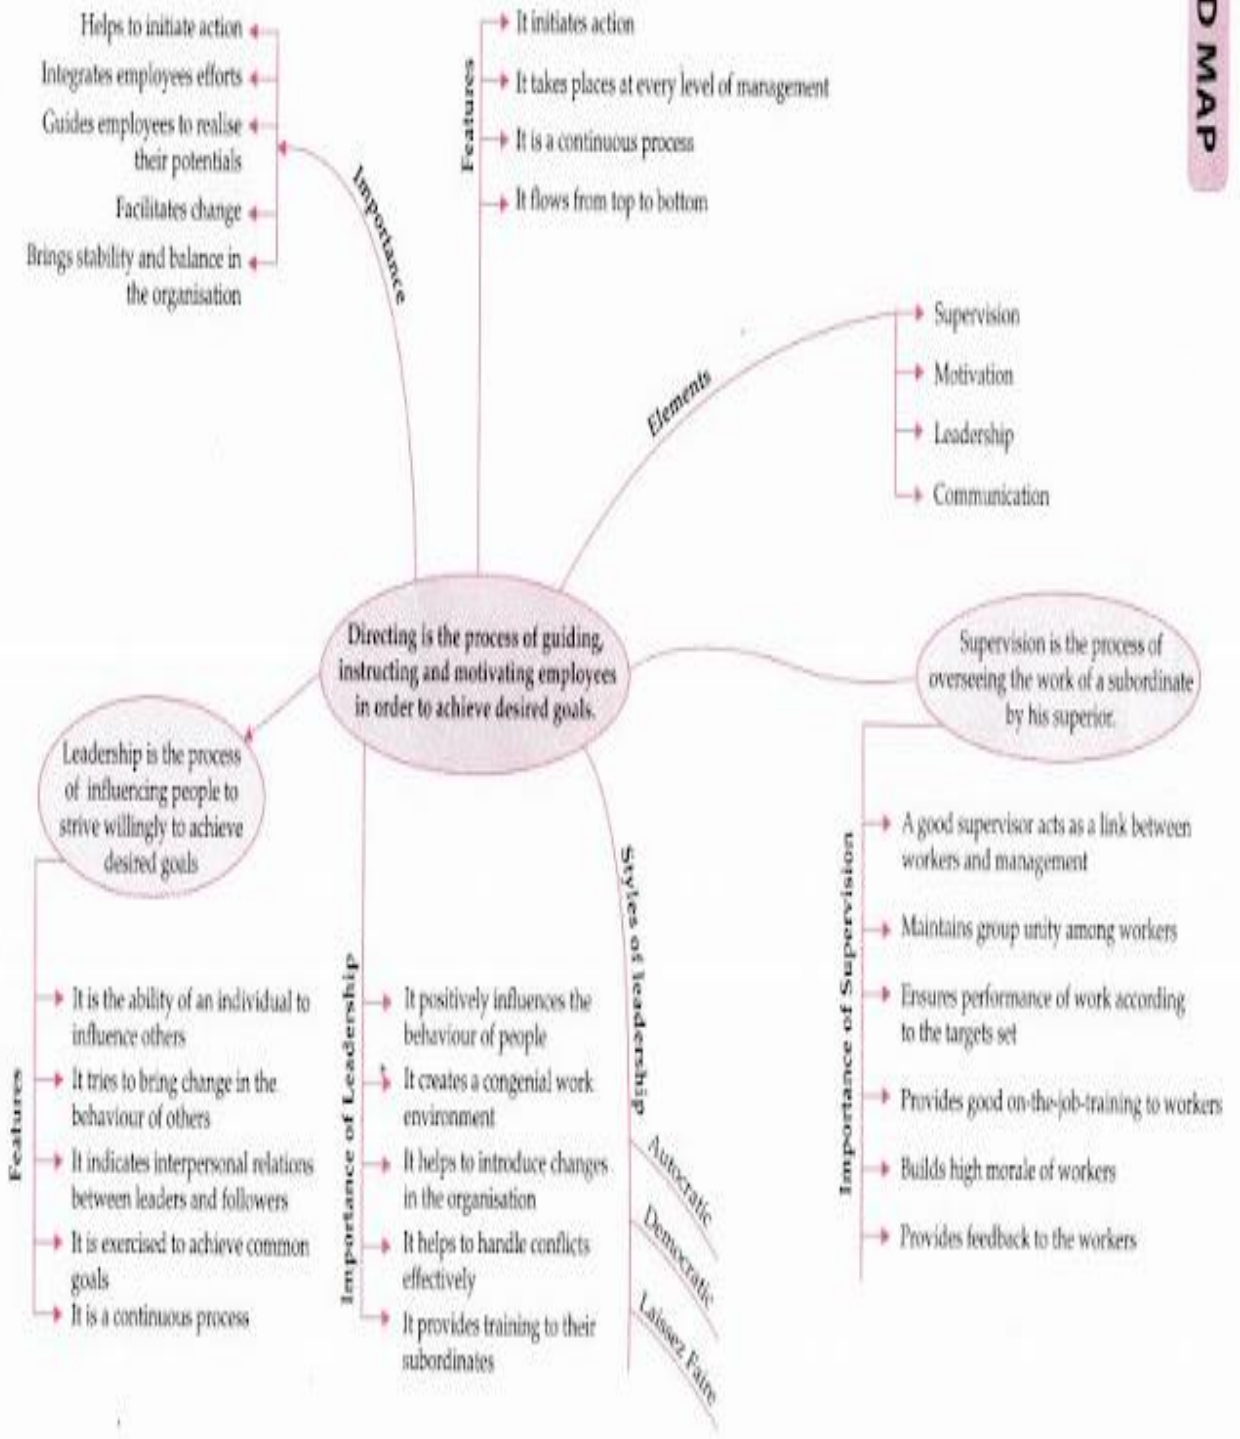 D MAP
Helps to initiate action
Integrates employees efforts
Guides employees to realise
their potentials
Facilitates change
Brings stability and balance in
the organisation
Importance
Features
It initiates action
It takes places at every level of management
It is a continuous process
It flows from top to bottom
Elements
Supervision
Motivation
Leadership
Communication
Directing is the process of guiding,
instructing and motivating employees
in order to achieve desired goals.
Supervision is the process of
overseeing the work of a subordinate
by his superior.
Leadership is the process
of influencing people to
strive willingly to achieve
desired goals
Features
It is the ability of an individual to
influence others
It tries to bring change in the
behaviour of others
It indicates interpersonal relations
between leaders and followers
It is exercised to achieve common
goals
It is a continuous process
Importance of Leadership
It positively influences the
behaviour of people
It creates a congenial work
environment
It helps to introduce changes
in the organisation
It helps to handle conflicts
effectively
It provides training to their
subordinates
Styles of leadership
Autocratic
Democratic
Laissez Faire
Importance of Supervision
A good supervisor acts as a link between
workers and management
Maintains group unity among workers
Ensures performance of work according
to the targets set
Provides good on-the-job-training to workers
Builds high morale of workers
Provides feedback to the workers